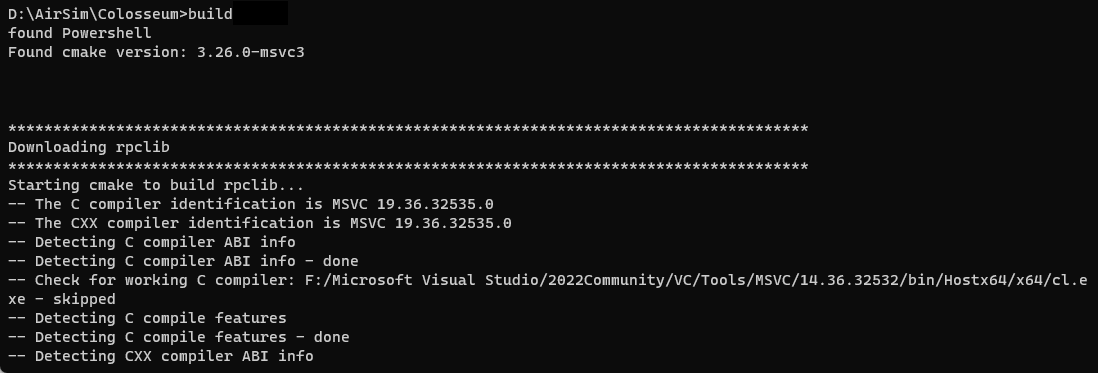 D:\AirSim\Colosseum>build
found Powershell
Found cmake version: 3.26.0-msvc3
*****************************************************************************************
Downloading rpclib
*****************************************************************************************
Starting cmake to build rpclib...
-- The C compiler identification is MSVC 19.36.32535.0
-- The CXX compiler identification is MSVC 19.36.32535.0
-- Detecting C compiler ABI info
-- Detecting C compiler ABI info - done
-- Check for working C compiler: F:/Microsoft Visual Studio/2022Community/VC/Tools/MSVC/14.36.32532/bin/Hostx64/x64/cl.e
xe - skipped
-- Detecting C compile features
-- Detecting C compile features - done
-- Detecting CXX compiler ABI info